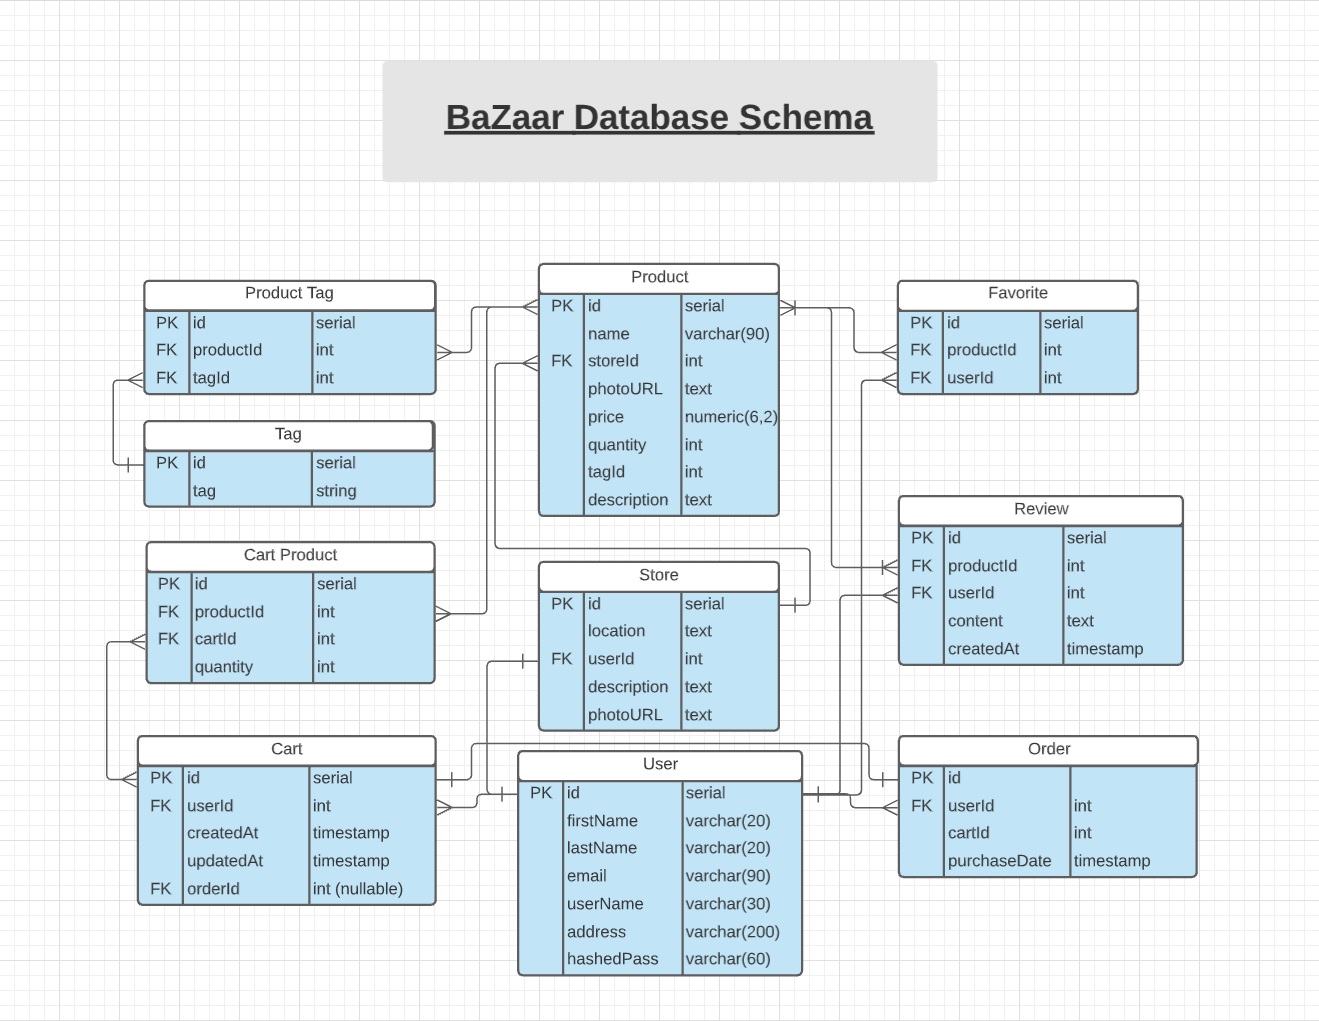 BaZaar Database Schema
Product Tag
PK id serial
FK productId int
FK tagId int
Tag
PK id serial
tag string
Cart Product
PK id serial
FK productId int
FK cartId int
quantity int
Cart
PK id serial
FK userId int
createdAt timestamp
updatedAt timestamp
FK orderId int (nullable)
Product
PK id serial
name varchar(90)
FK storeId int
photoURL text
price numeric(6,2)
quantity int
tagId int
description text
Store
PK id serial
location text
FK userId int
description text
photoURL text
User
PK id serial
firstName varchar(20)
lastName varchar(20)
email varchar(90)
userName varchar(30)
address varchar(200)
hashedPass varchar(60)
Favorite
PK id serial
FK productId int
FK userId int
Review
PK id serial
FK productId int
FK userId int
content text
createdAt timestamp
Order
PK id
FK userId int
cartId int
purchaseDate timestamp